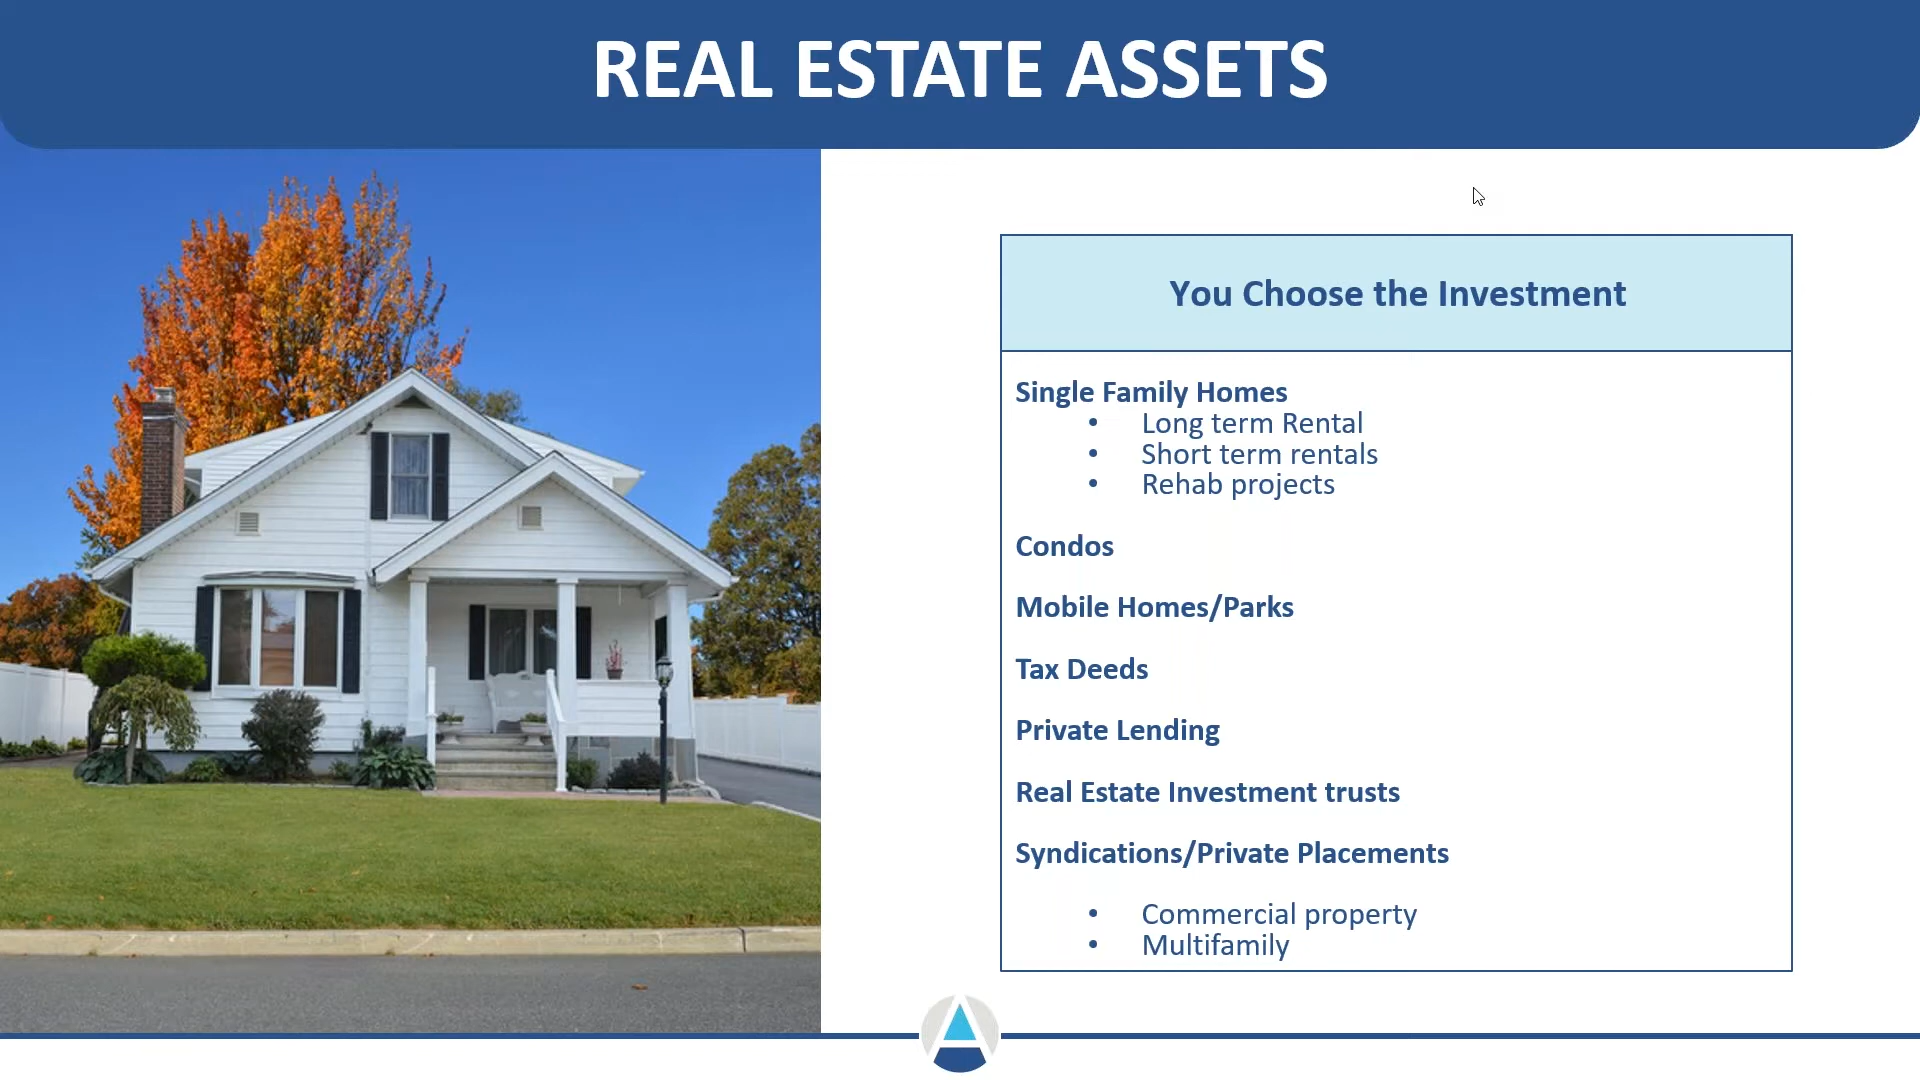 REAL ESTATE ASSETS
You Choose the Investment
Single Family Homes
• Long term Rental
• Short term rentals
• Rehab projects
Condos
Mobile Homes/Parks
Tax Deeds
Private Lending
Real Estate Investment trusts
Syndications/Private Placements
• Commercial property
• Multifamily